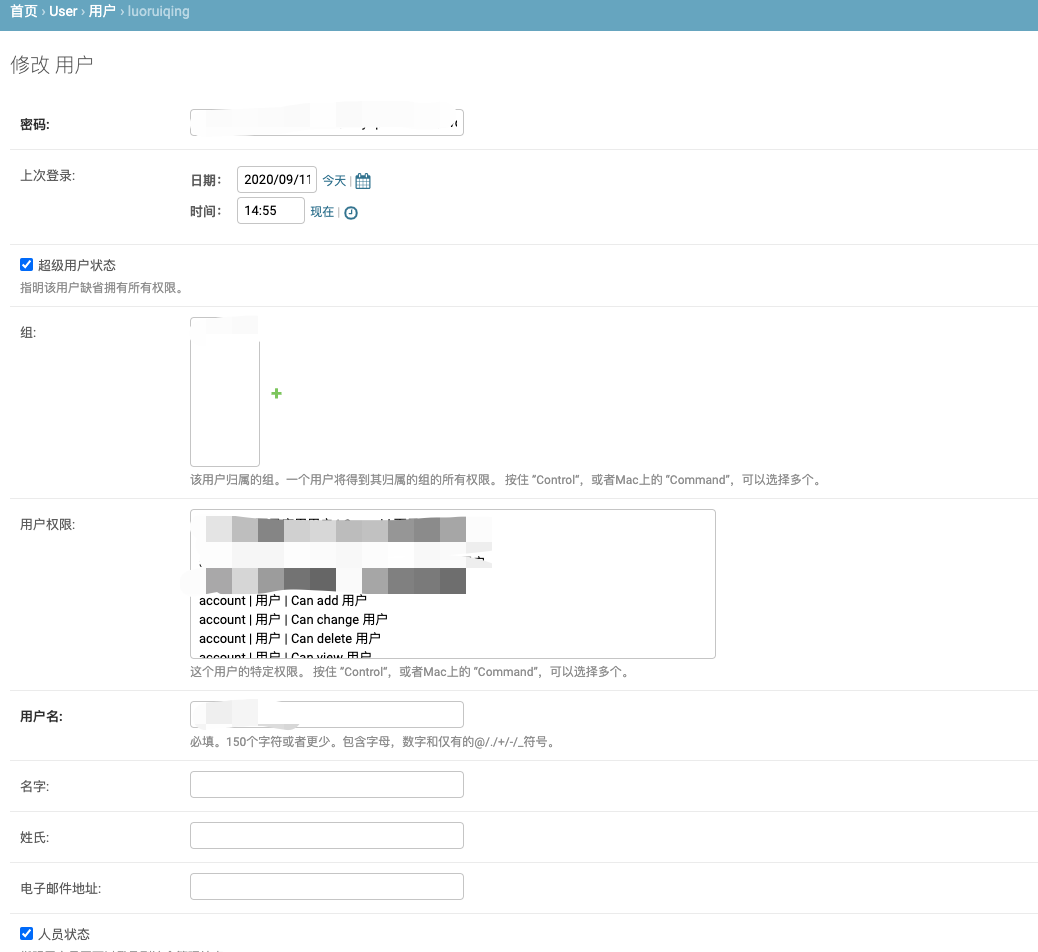 首页 › User › 用户 › luoruiqing
修改 用户
密码:
上次登录:
日期: 2020/09/11 今天 |
时间: 14:55 现在 |
超级用户状态
指明该用户缺省拥有所有权限。
组:
该用户归属的组。一个用户将得到其归属的组的所有权限。 按住 “Control”，或者Mac上的 “Command”，可以选择多个。
用户权限:
account | 用户 | Can add 用户
account | 用户 | Can change 用户
account | 用户 | Can delete 用户
account | 用户 | Can view 用户
这个用户的特定权限。 按住 “Control”，或者Mac上的 “Command”，可以选择多个。
用户名:
必填。150个字符或者更少。包含字母，数字和仅有的@/./+/-/_符号。
名字:
姓氏:
电子邮件地址:
人员状态